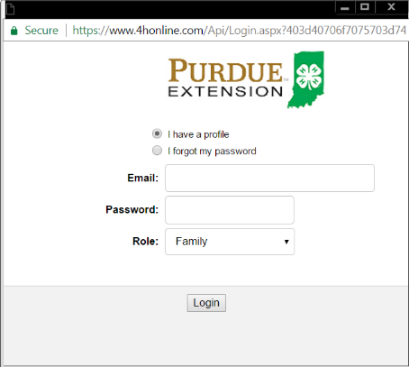 Secure | https://www.4honline.com/Api/Login.aspx?403d40706f7075703d74
PURDUE
EXTENSION
I have a profile
I forgot my password
Email:
Password:
Role: Family
Login